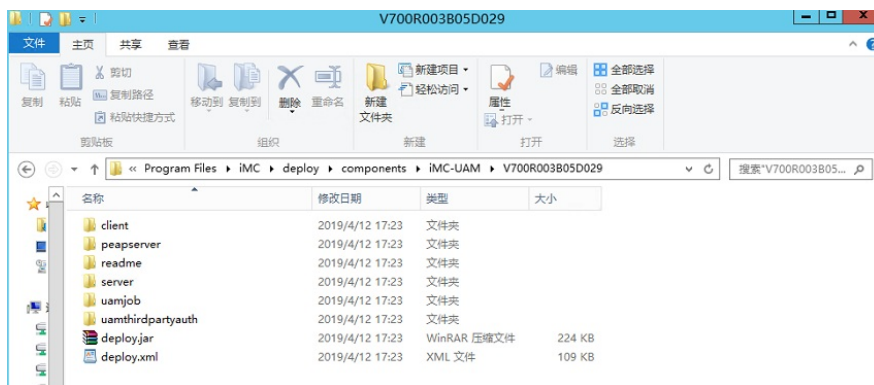 V700R003B05D029
文件 主页 共享 查看
复制 粘贴 剪切 复制路径 粘贴快捷方式 移动到 复制到 删除 重命名 新建文件夹 新建项目 轻松访问 属性 打开 编辑 全部选择 全部取消 反向选择
剪贴板 组织 新建 打开 选择
« Program Files iMC deploy components iMC-UAM V700R003B05D029 搜索"V700R003B05...
名称 修改日期 类型 大小
client 2019/4/12 17:23 文件夹
peapserver 2019/4/12 17:23 文件夹
readme 2019/4/12 17:23 文件夹
server 2019/4/12 17:23 文件夹
uamjob 2019/4/12 17:23 文件夹
uamthirdpartyauth 2019/4/12 17:23 文件夹
deploy.jar 2019/4/12 17:23 WinRAR 压缩文件 224 KB
deploy.xml 2019/4/12 17:23 XML 文件 109 KB